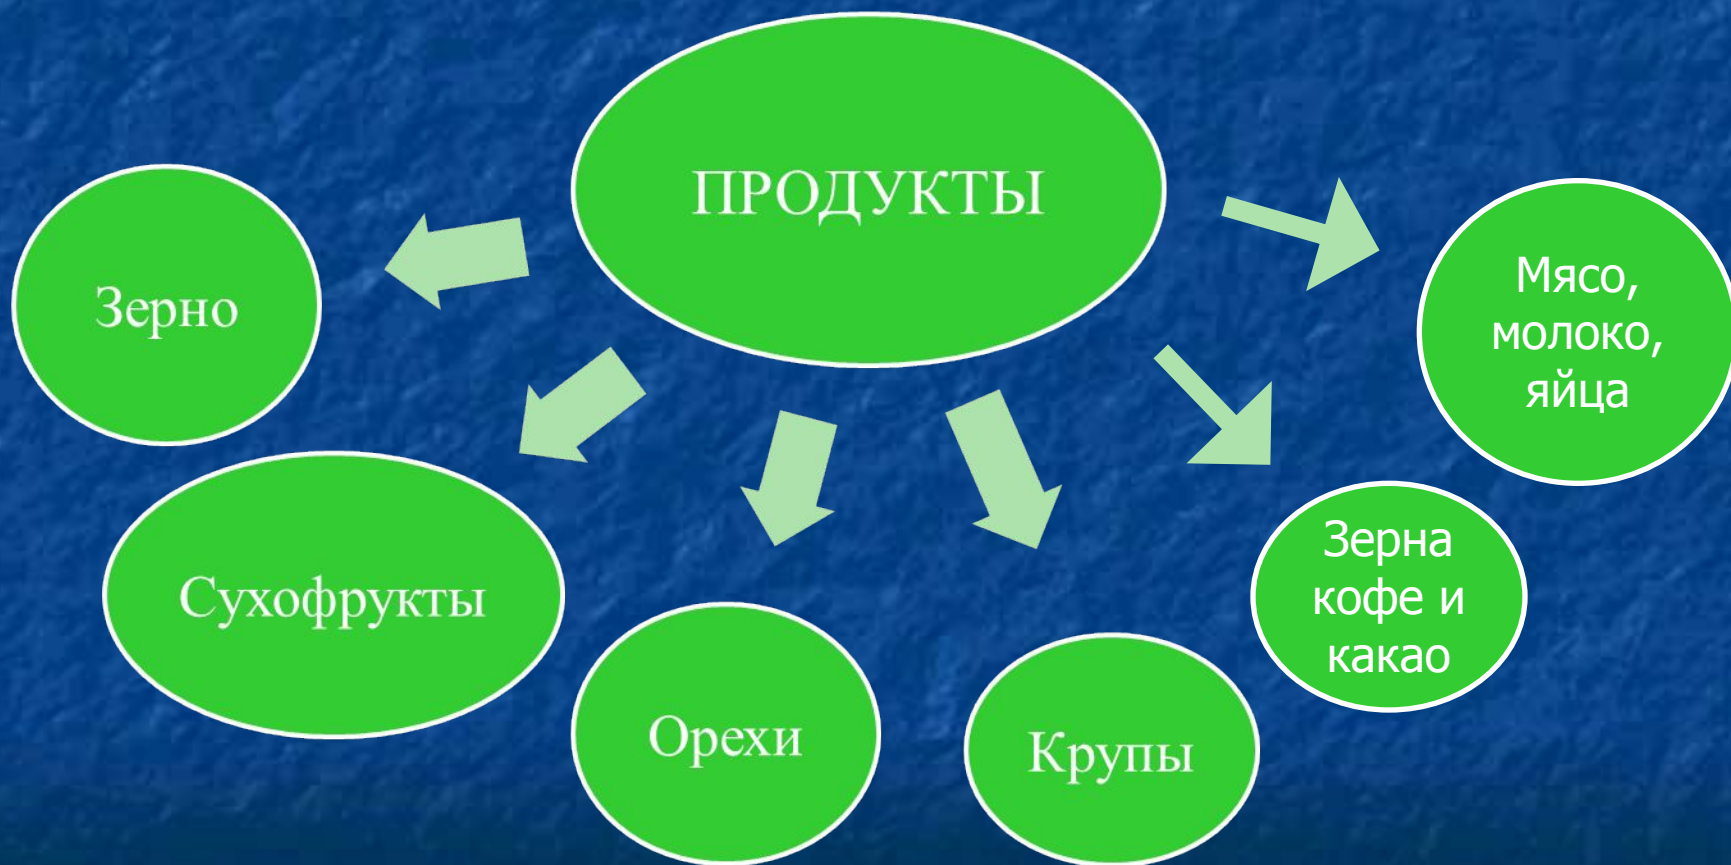 ПРОДУКТЫ
Зерно
Сухофрукты
Орехи
Крупы
Зерна
кофе и
какао
Мясо,
молоко,
яйца